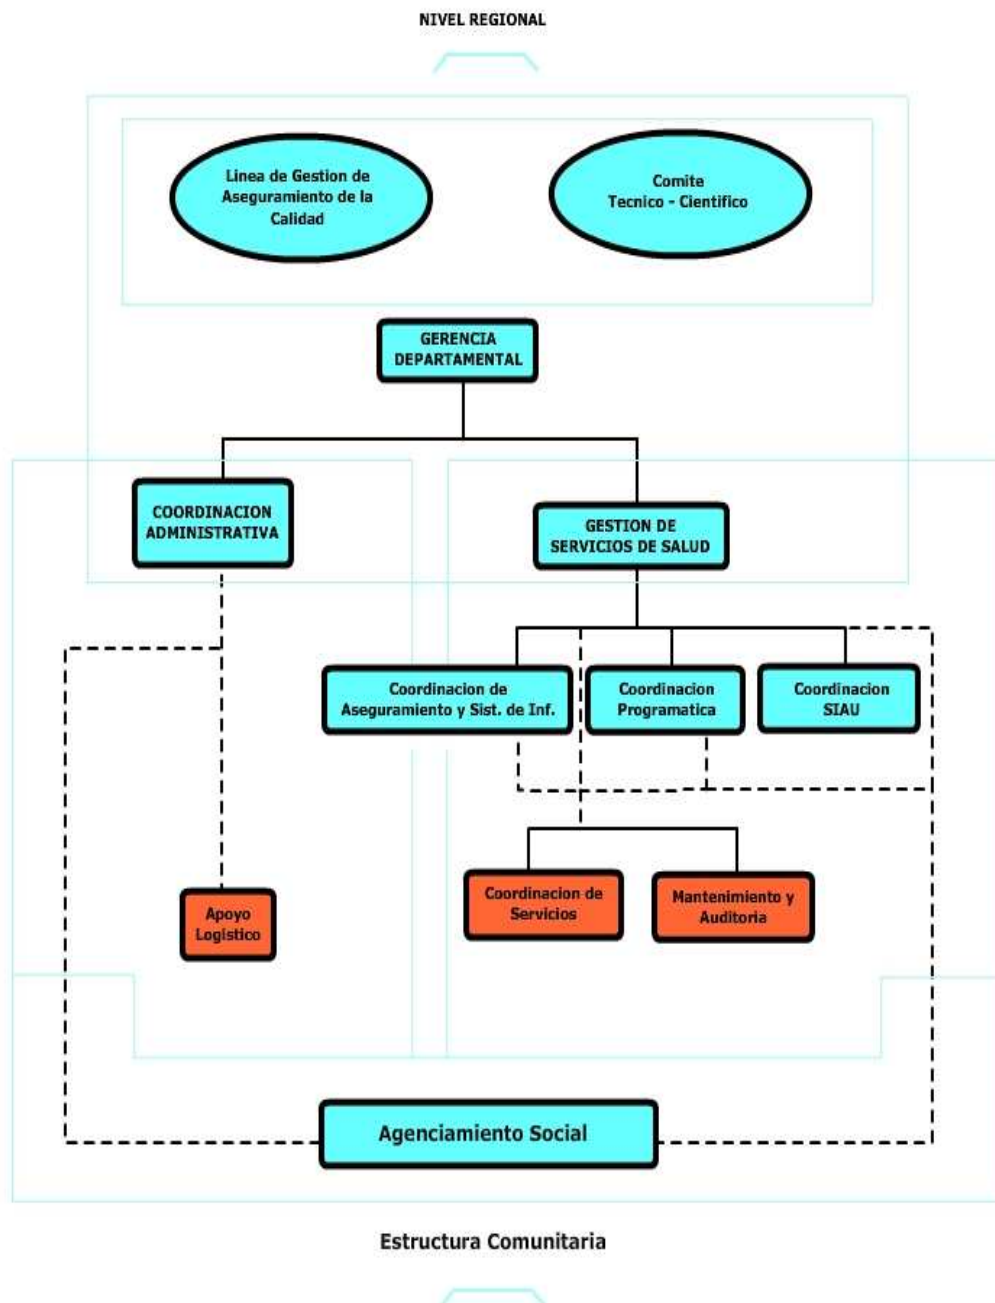 NIVEL REGIONAL
Linea de Gestion de
Aseguramiento de la
Calidad
Comite
Tecnico - Cientifico
GERENCIA
DEPARTAMENTAL
COORDINACION
ADMINISTRATIVA
GESTION DE
SERVICIOS DE SALUD
Coordinacion de
Aseguramiento y Sist. de Inf.
Coordinacion
Programatica
Coordinacion
SIAU
Apoyo
Logistico
Coordinacion de
Servicios
Mantenimiento y
Auditoria
Agenciamiento Social
Estructura Comunitaria